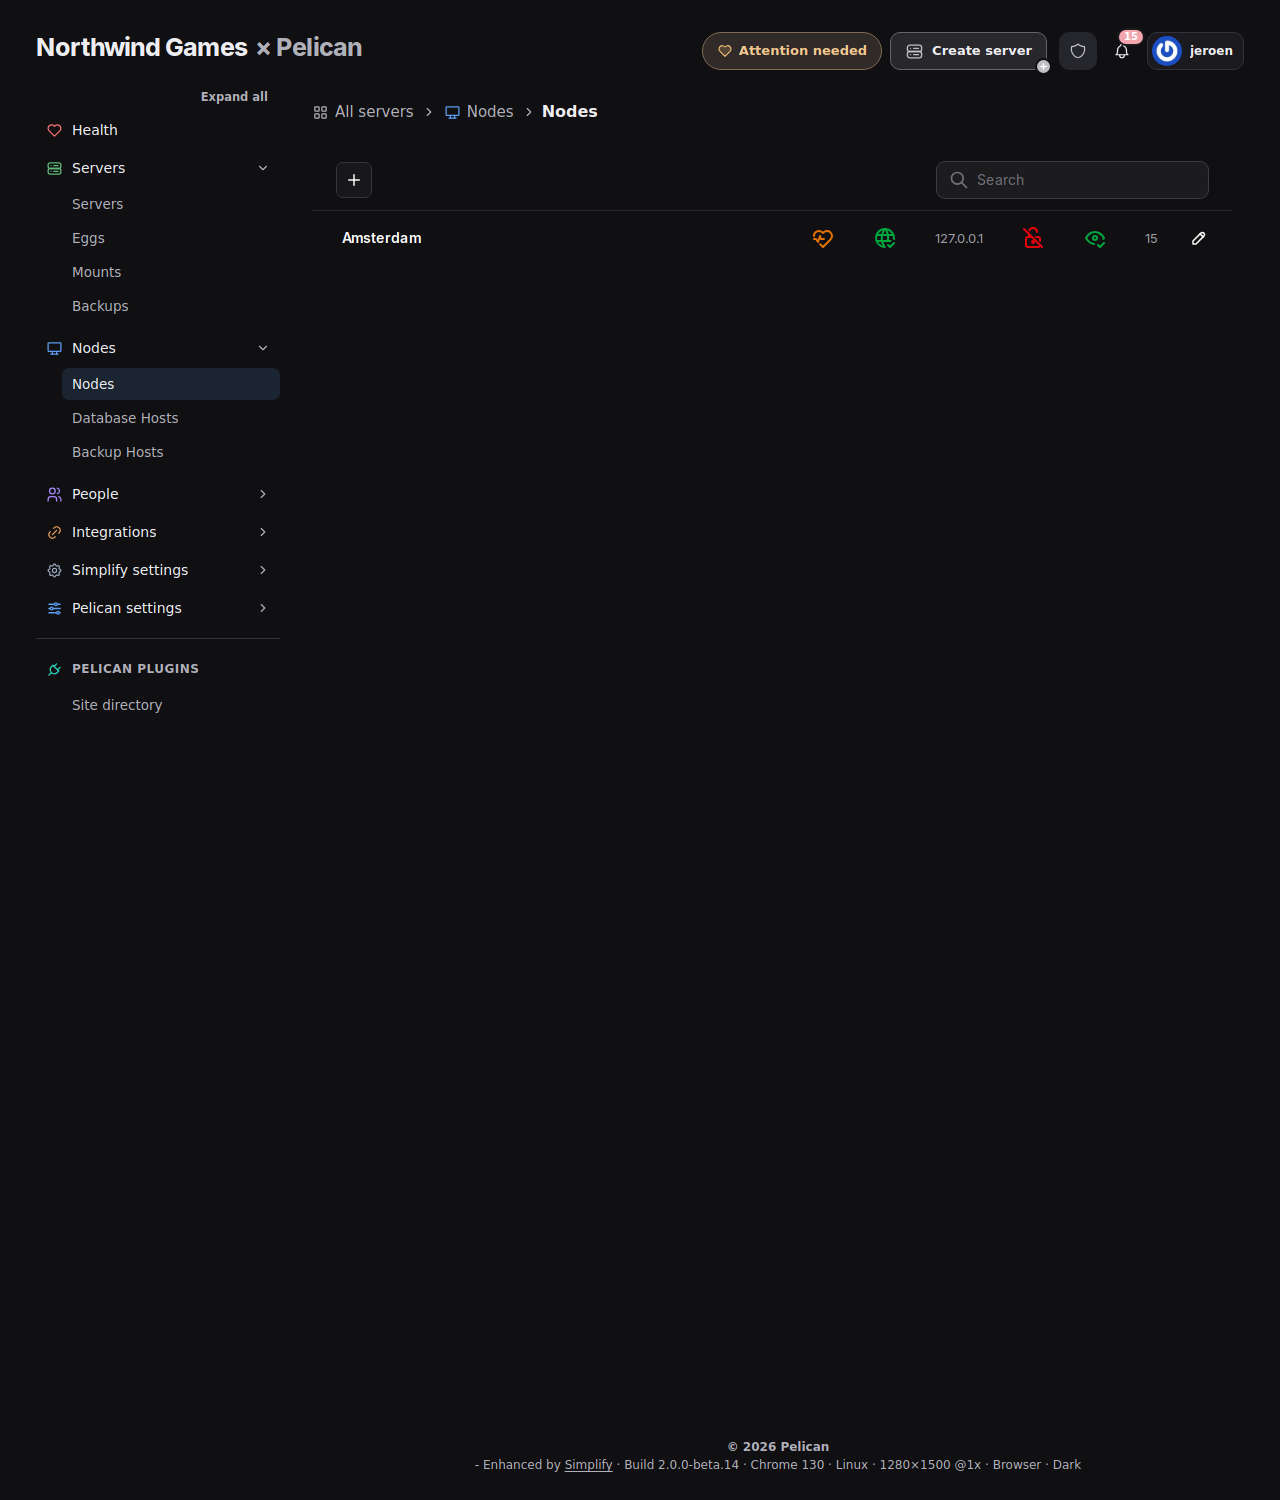 Northwind Games × Pelican
Attention needed
Create server
15
jeroen
Expand all
All servers
Nodes
Nodes
Health
Servers
Servers
Eggs
Mounts
Backups
Nodes
Nodes
Database Hosts
Backup Hosts
People
Integrations
Simplify settings
Pelican settings
PELICAN PLUGINS
Site directory
Search
Amsterdam
127.0.0.1
15
© 2026 Pelican
- Enhanced by Simplify · Build 2.0.0-beta.14 · Chrome 130 · Linux · 1280×1500 @1x · Browser · Dark